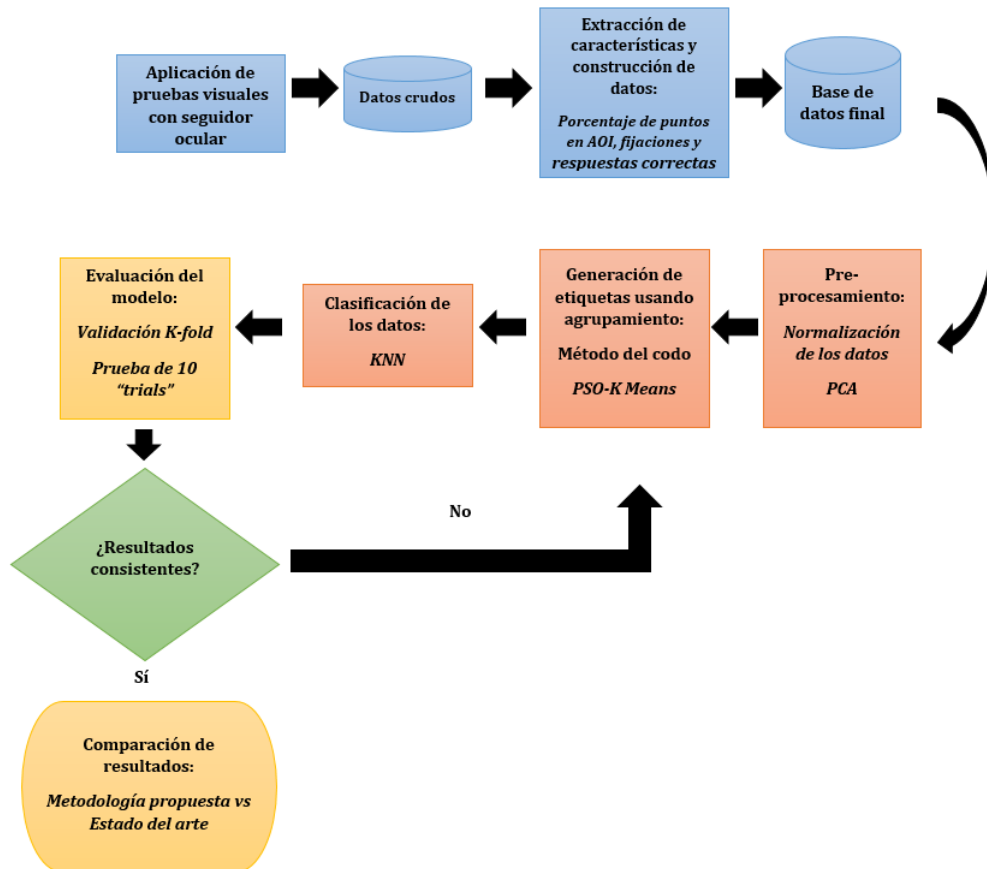 Aplicación de
pruebas visuales
con seguidor
ocular
Datos crudos
Extracción de
características y
construcción de
datos:
Porcentaje de puntos
en AOI, fijaciones y
respuestas correctas
Base de
datos final
Pre-
procesamiento:
Normalización
de los datos
PCA
Generación de
etiquetas usando
agrupamiento:
Método del codo
PSO-K Means
Clasificación de
los datos:
KNN
Evaluación del
modelo:
Validación K-fold
Prueba de 10
“trials”
¿Resultados
consistentes?
No
Sí
Comparación de
resultados:
Metodología propuesta vs
Estado del arte